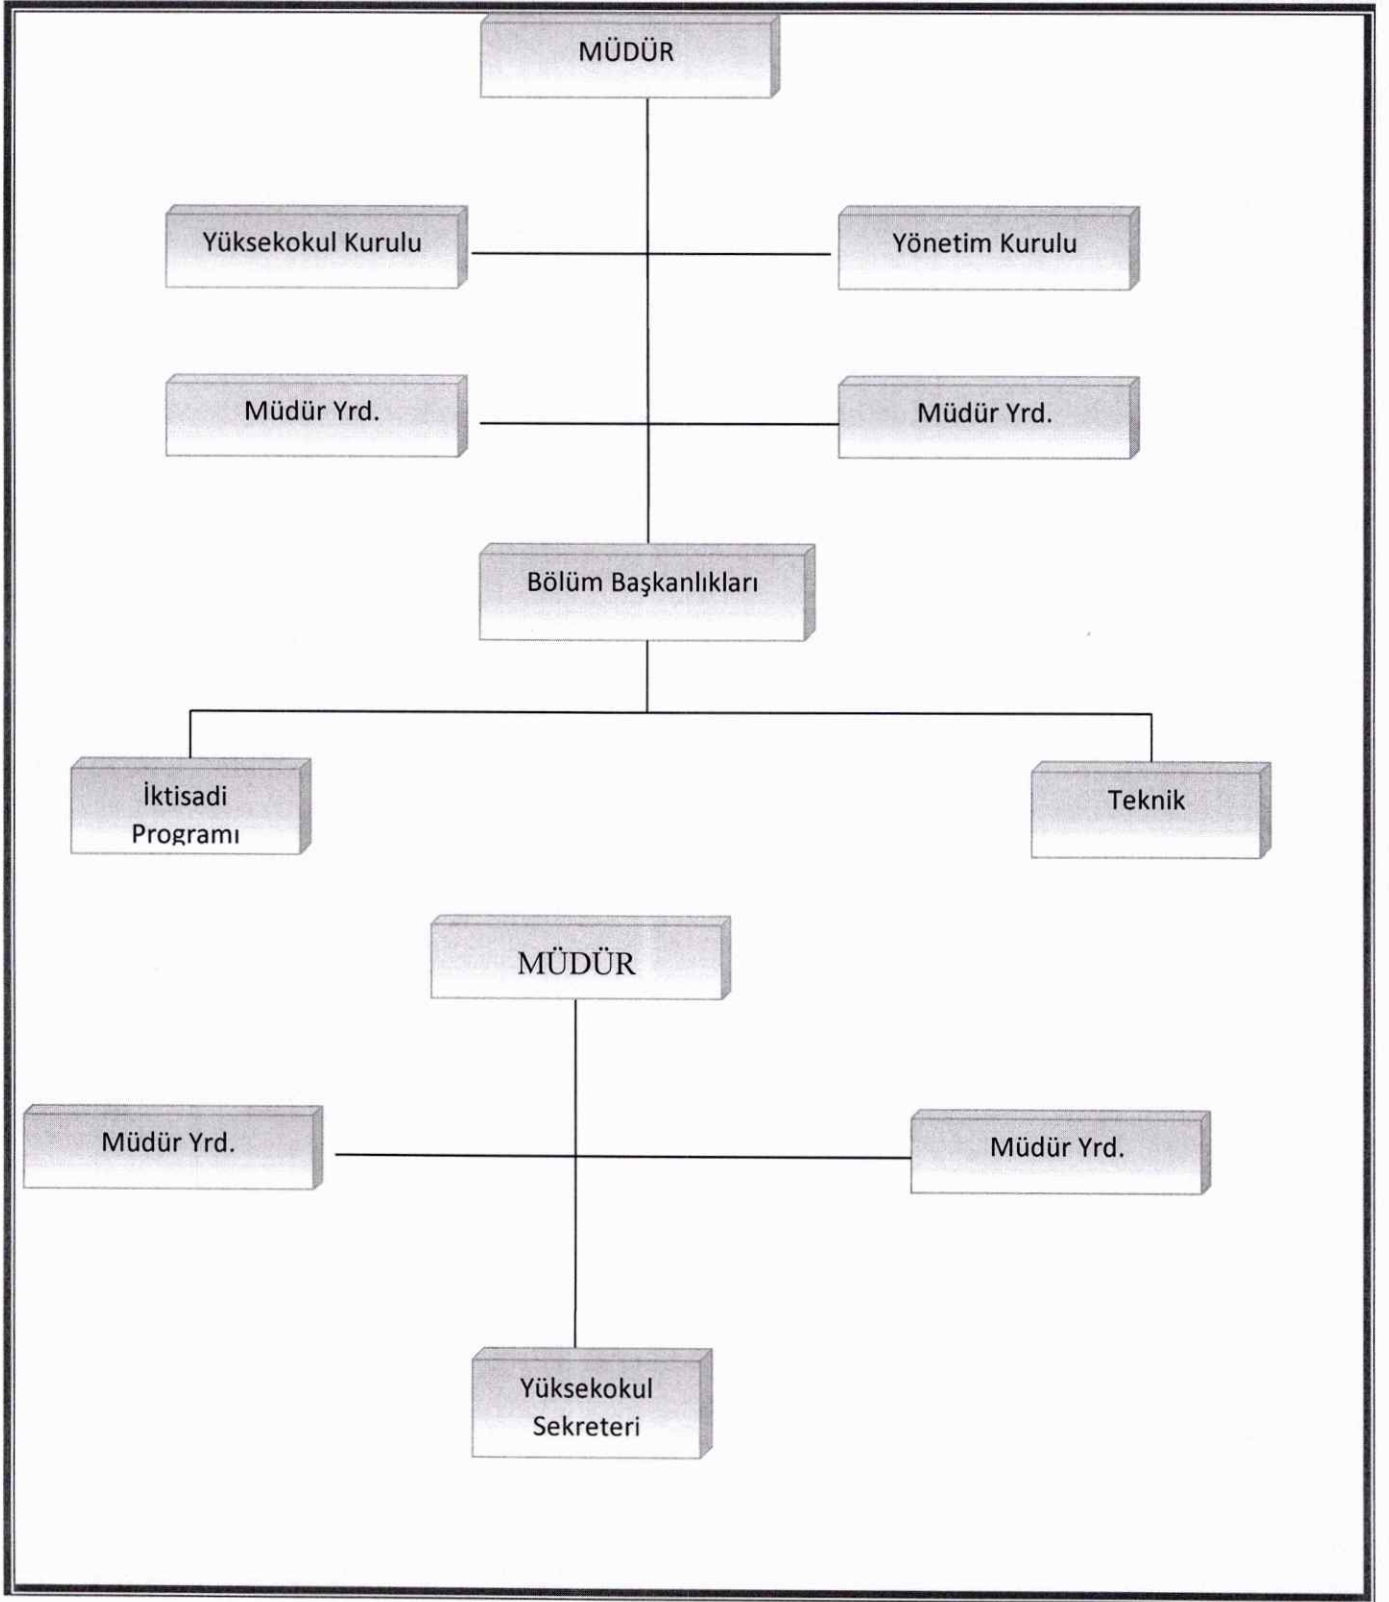 MÜDÜR
Yüksekokul Kurulu
Yönetim Kurulu
Müdür Yrd.
Müdür Yrd.
Bölüm Başkanlıkları
İktisadi
Programı
Teknik
MÜDÜR
Müdür Yrd.
Müdür Yrd.
Yüksekokul
Sekreteri